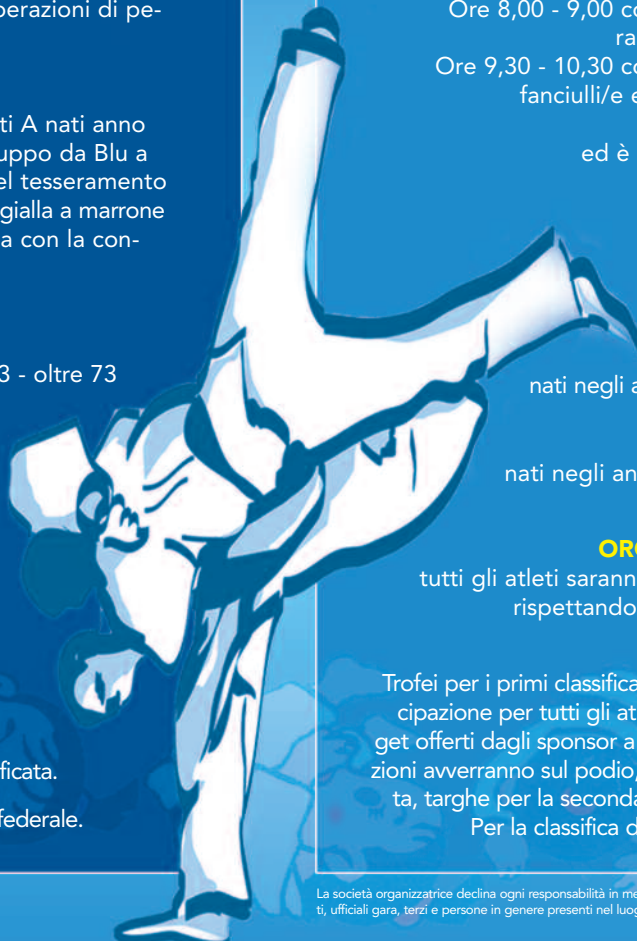 perazioni di pe-
ti A nati anno
uppo da Blu a
el tesseramento
gialla a marrone
a con la con-
3 - oltre 73
ficata.
federale.
Ore 8,00 - 9,00 co
ra
Ore 9,30 - 10,30 co
fanciulli/e e
ed è
nati negli a
nati negli an
ORG
tutti gli atleti sarann
rispettando
Trofei per i primi classifica
cipazione per tutti gli at
get offerti dagli sponsor a
zioni avverranno sul podio,
ta, targhe per la seconda
Per la classifica d
La società organizzatrice declina ogni responsabilità in me
ti, ufficiali gara, terzi e persone in genere presenti nel luog